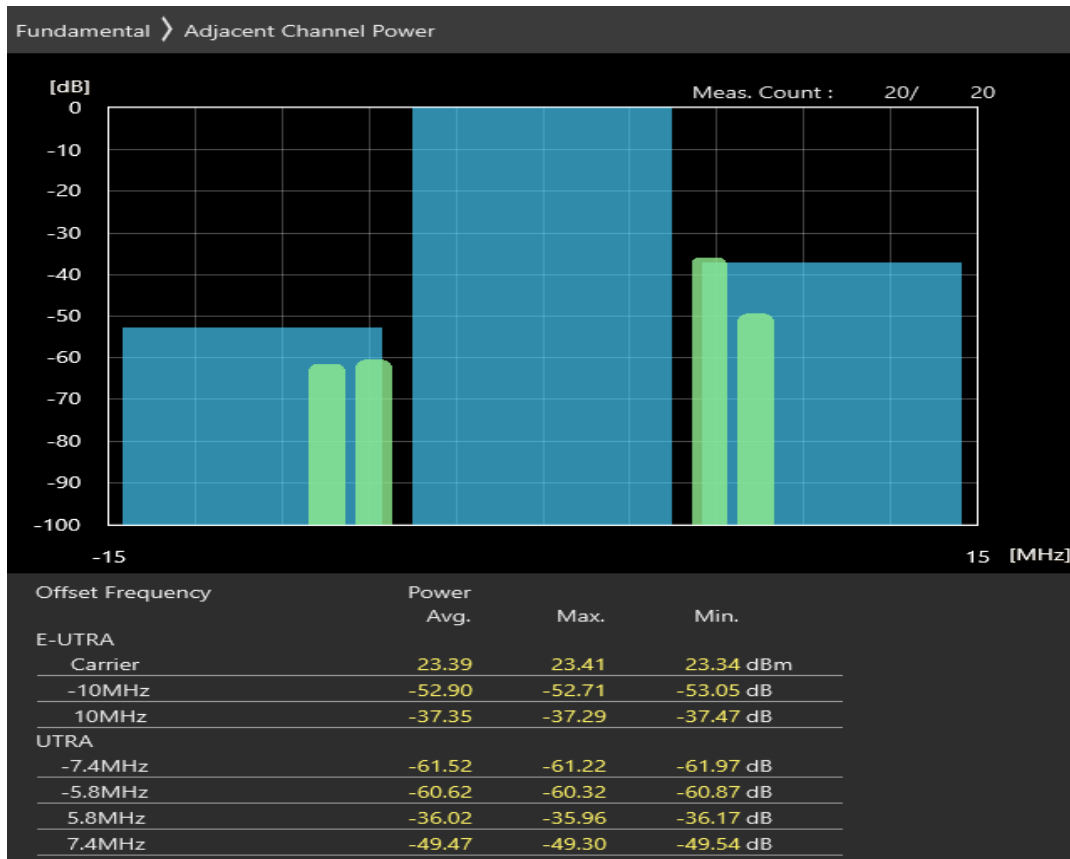 Fundamental 〉 Adjacent Channel Power
[dB]
Meas. Count : 20/ 20
0
-10
-20
-30
-40
-50
-60
-70
-80
-90
-100
-15 15 [MHz]
Offset Frequency Power
Avg. Max. Min.
E-UTRA
Carrier 23.39 23.41 23.34 dBm
-10MHz -52.90 -52.71 -53.05 dB
10MHz -37.35 -37.29 -37.47 dB
UTRA
-7.4MHz -61.52 -61.22 -61.97 dB
-5.8MHz -60.62 -60.32 -60.87 dB
5.8MHz -36.02 -35.96 -36.17 dB
7.4MHz -49.47 -49.30 -49.54 dB